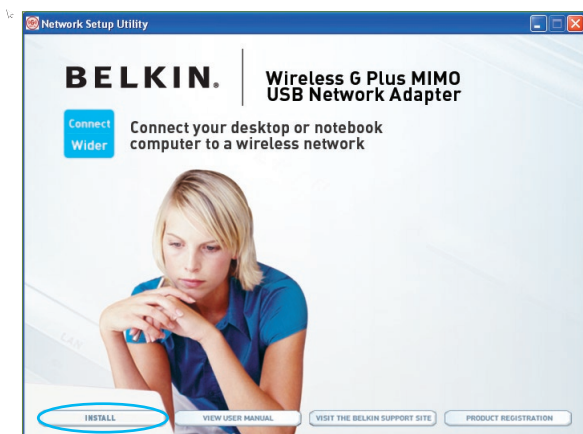 Network Setup Utility
BELKIN.
Wireless G Plus MIMO
USB Network Adapter
Connect
Wider
Connect your desktop or notebook
computer to a wireless network
INSTALL
VIEW USER MANUAL
VISIT THE BELKIN SUPPORT SITE
PRODUCT REGISTRATION